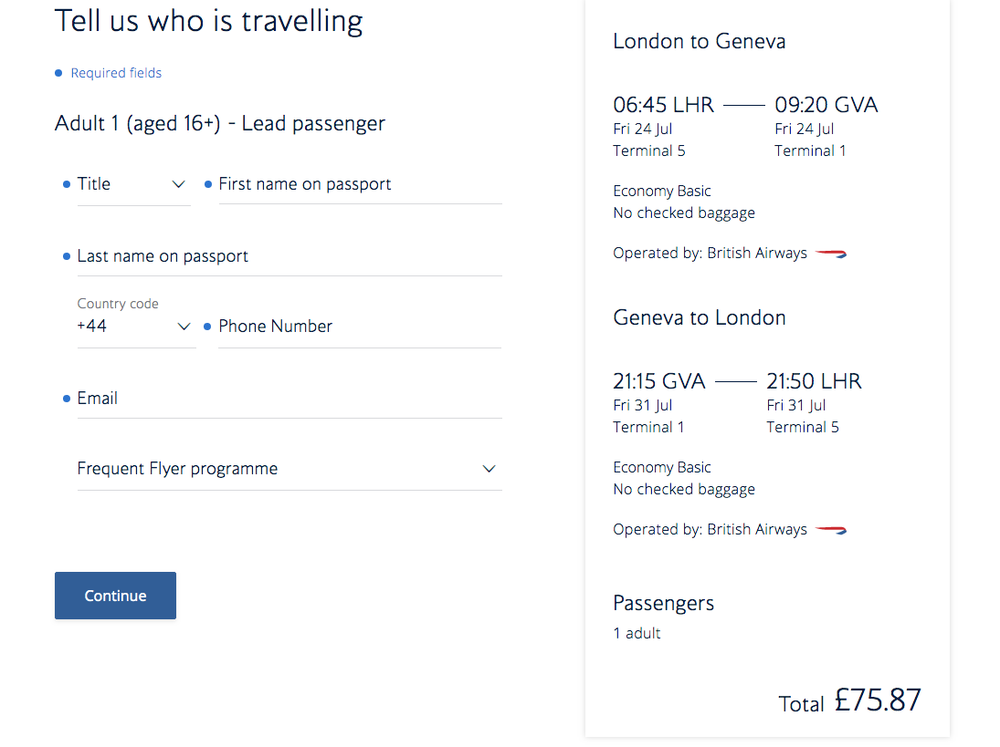 Tell us who is travelling
Required fields
Adult 1 (aged 16+) - Lead passenger
Title
First name on passport
Last name on passport
Country code
+44
Phone Number
Email
Frequent Flyer programme
Continue
London to Geneva
06:45 LHR 09:20 GVA
Fri 24 Jul Fri 24 Jul
Terminal 5 Terminal 1
Economy Basic
No checked baggage
Operated by: British Airways
Geneva to London
21:15 GVA 21:50 LHR
Fri 31 Jul Fri 31 Jul
Terminal 1 Terminal 5
Economy Basic
No checked baggage
Operated by: British Airways
Passengers
1 adult
Total £75.87